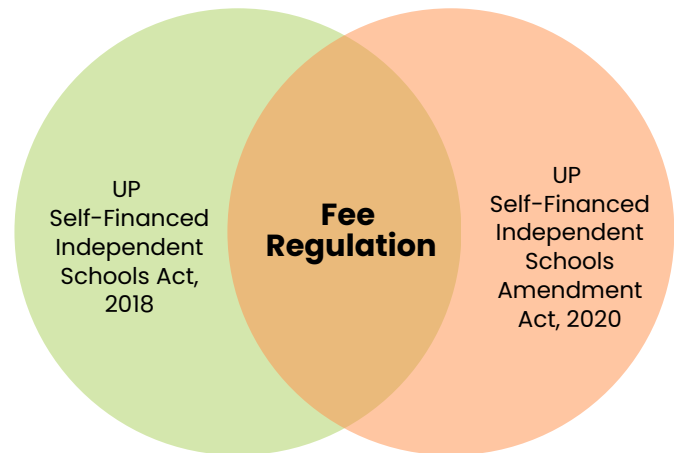 UP
Self-Financed
Independent
Schools Act,
2018
Fee
Regulation
UP
Self-Financed
Independent
Schools
Amendment
Act, 2020